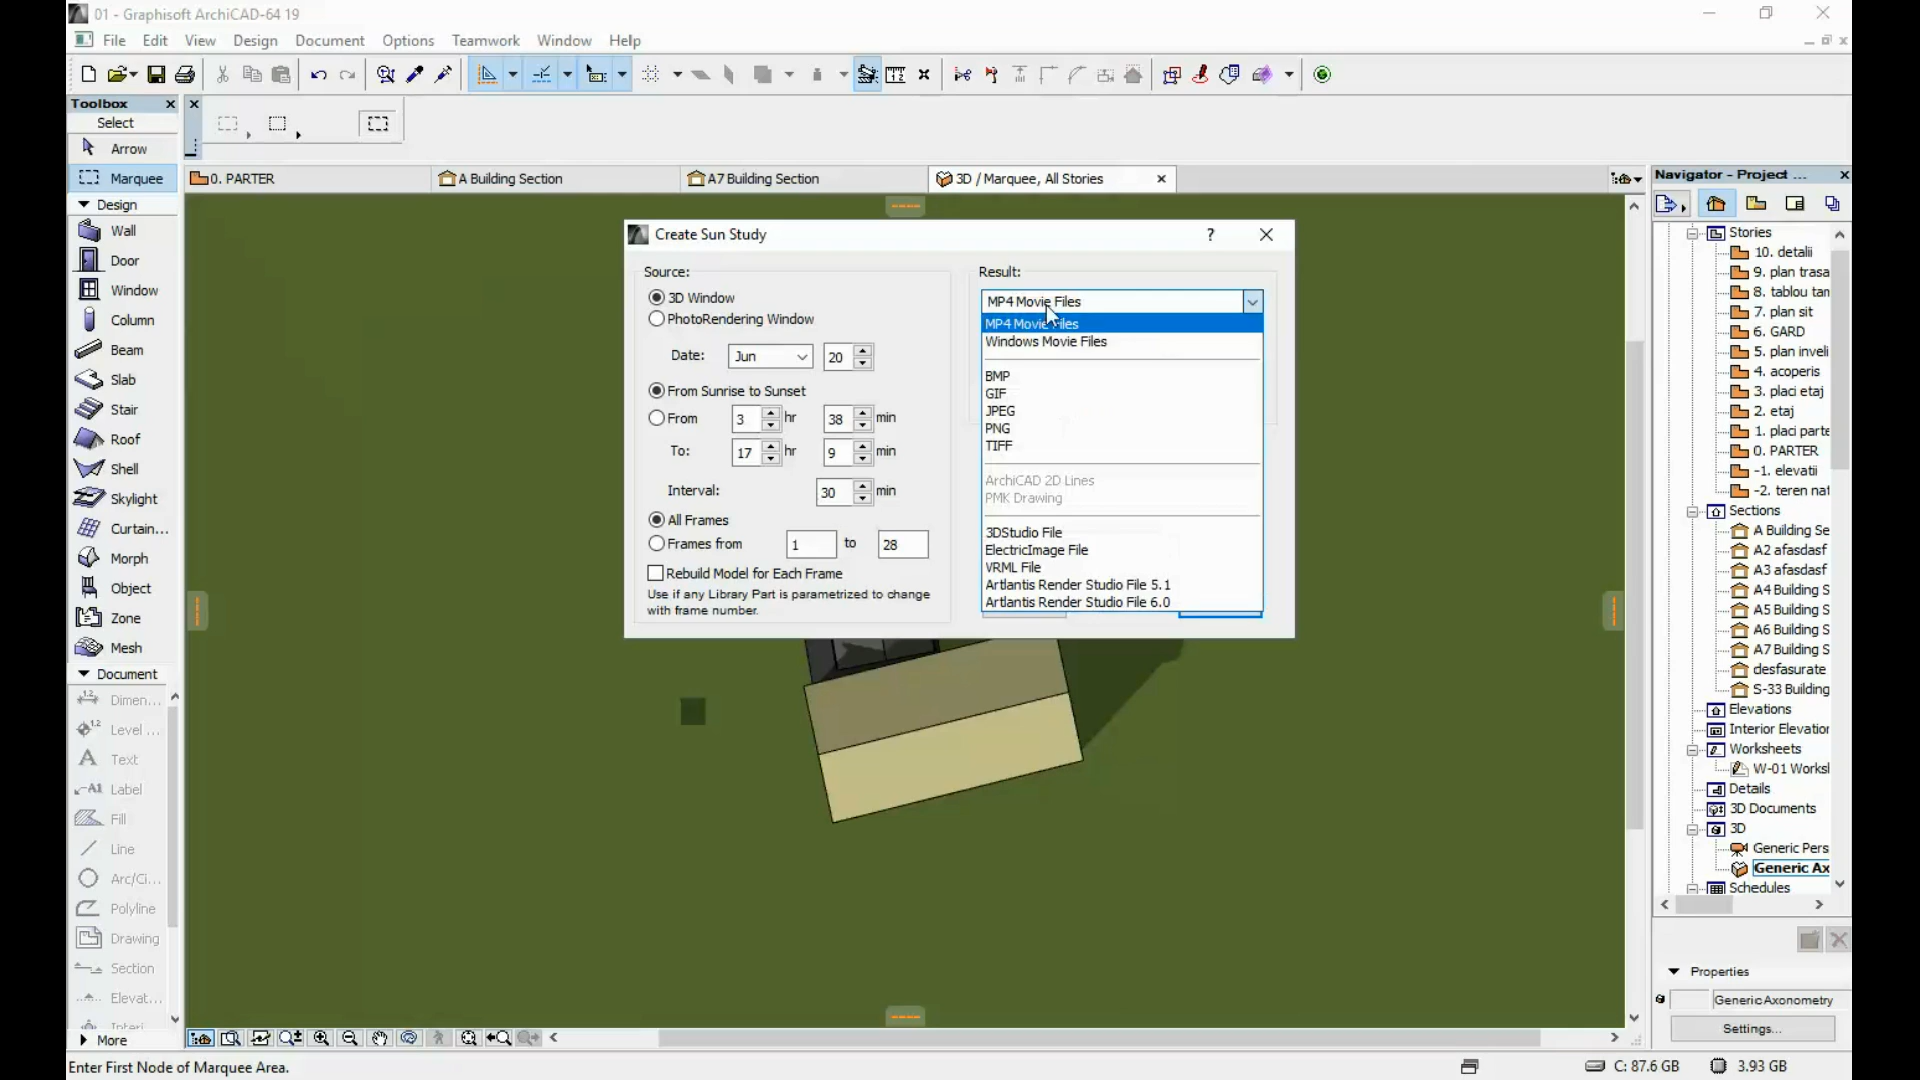 01 - Graphisoft ArchiCAD-64 19
File Edit View Design Document Options Teamwork Window Help
Toolbox
Select
Arrow
Marquee
Design
Wall
Door
Window
Column
Beam
Slab
Stair
Roof
Shell
Skylight
Curtain...
Morph
Object
Zone
Mesh
Document
Dimen...
Level ...
Text
Label
Fill
Line
Arc/Ci...
Polyline
Drawing
Section
Elevat...
Interi
More
0. PARTER
A Building Section
A7 Building Section
3D / Marquee, All Stories
Create Sun Study
?
Source:
3D Window
PhotoRendering Window
Date: Jun 20
From Sunrise to Sunset
From 3 hr 38 min
To: 17 hr 9 min
Interval: 30 min
All Frames
Frames from 1 to 28
Rebuild Model for Each Frame
Use if any Library Part is parametrized to change
with frame number.
Result:
MP4 Movie Files
MP4 Movie Files
Windows Movie Files
BMP
GIF
JPEG
PNG
TIFF
ArchiCAD 2D Lines
PMK Drawing
3DStudio File
ElectricImage File
VRML File
Artlantis Render Studio File 5.1
Artlantis Render Studio File 6.0
Navigator - Project ...
Stories
10. detalii
9. plan trasa
8. tablou tam
7. plan sit
6. GARD
5. plan inveli
4. acoperis
3. placi etaj
2. etaj
1. placi parte
0. PARTER
-1. elevatii
-2. teren nat
Sections
A Building Se
A2 afasdasf
A3 afasdasf
A4 Building S
A5 Building S
A6 Building S
A7 Building S
desfasurate
S-33 Building
Elevations
Interior Elevation
Worksheets
W-01 Worksl
Details
3D Documents
3D
Generic Pers
Generic Ax
Schedules
Properties
Generic Axonometry
Settings...
Enter First Node of Marquee Area.
C: 87.6 GB
3.93 GB